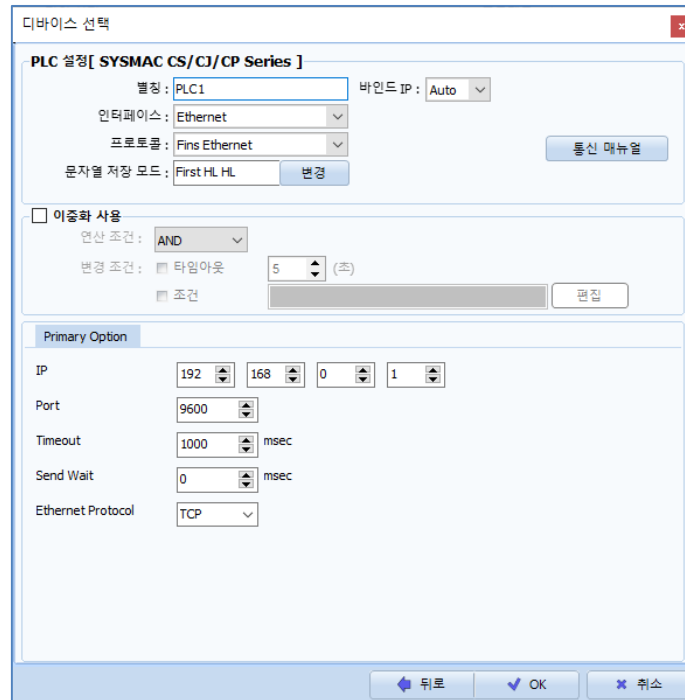 디바이스 선택
x
PLC 설정[ SYSMAC CS/CJ/CP Series ]
별칭 : PLC1 바인드 IP : Auto
인터페이스 : Ethernet
프로토콜 : Fins Ethernet 통신 매뉴얼
문자열 저장 모드 : First HL HL 변경
이중화 사용
연산 조건 : AND
변경 조건 : 타임아웃 5 (초)
조건 편집
Primary Option
IP 192 168 0 1
Port 9600
Timeout 1000 msec
Send Wait 0 msec
Ethernet Protocol TCP
뒤로 OK 취소